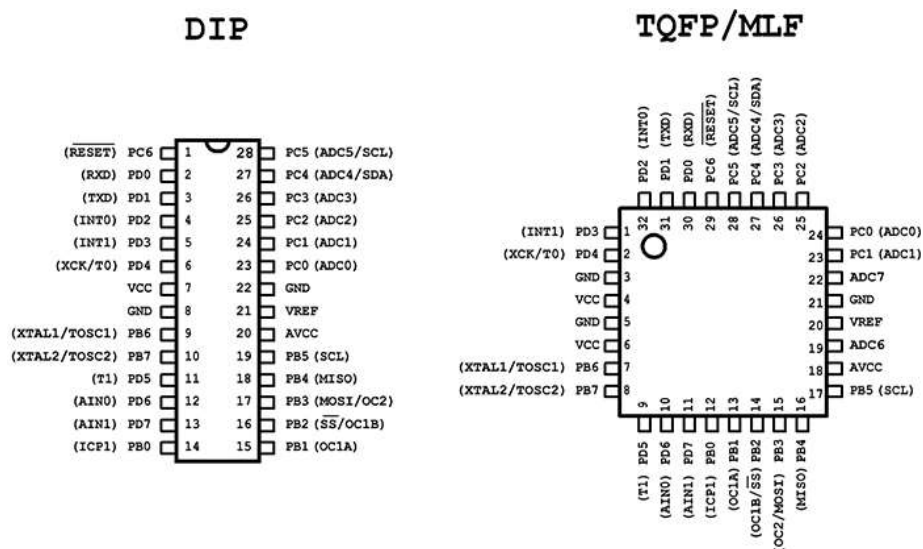 DIP
(RESET) PC6 1 28 PC5 (ADC5/SCL)
(RXD) PD0 2 27 PC4 (ADC4/SDA)
(TXD) PD1 3 26 PC3 (ADC3)
(INT0) PD2 4 25 PC2 (ADC2)
(INT1) PD3 5 24 PC1 (ADC1)
(XCK/T0) PD4 6 23 PC0 (ADC0)
VCC 7 22 GND
GND 8 21 VREF
(XTAL1/TOSC1) PB6 9 20 AVCC
(XTAL2/TOSC2) PB7 10 19 PB5 (SCL)
(T1) PD5 11 18 PB4 (MISO)
(AIN0) PD6 12 17 PB3 (MOSI/OC2)
(AIN1) PD7 13 16 PB2 (SS/OC1B)
(ICP1) PB0 14 15 PB1 (OC1A)
TQFP/MLF
PD2 (INT0)
PD1 (TXD)
PD0 (RXD)
PC6 (RESET)
PC5 (ADC5/SCL)
PC4 (ADC4/SDA)
PC3 (ADC3)
PC2 (ADC2)
32 31 30 29 28 27 26 25
(INT1) PD3 1 24 PC0 (ADC0)
(XCK/T0) PD4 2 23 PC1 (ADC1)
GND 3 22 ADC7
VCC 4 21 GND
GND 5 20 VREF
VCC 6 19 ADC6
(XTAL1/TOSC1) PB6 7 18 AVCC
(XTAL2/TOSC2) PB7 8 17 PB5 (SCL)
9 10 11 12 13 14 15 16
(T1) PD5
(AIN0) PD6
(AIN1) PD7
(ICP1) PB0
(OC1A) PB1
(OC1B/SS) PB2
(OC2/MOSI) PB3
(MISO) PB4